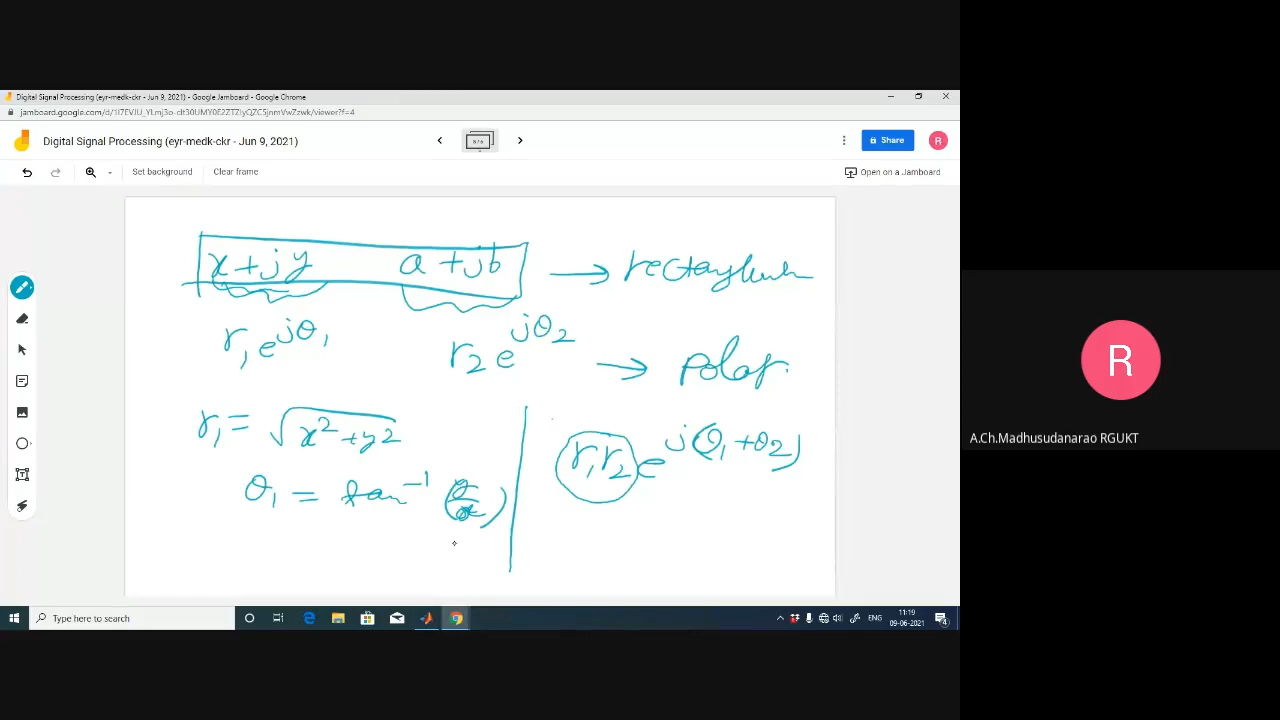 Digital Signal Processing (eyr-medk-ckr - Jun 9, 2021) - Google Jamboard - Google Chrome
Digital Signal Processing (eyr-medk-ckr - Jun 9, 2021)
Share
R
Set background
Clear frame
Open on a Jamboard
x + jy a + jb →
r₁e^jθ₁ r₂ e^jθ₂ → polar.
r₁ = √x² + y²
r₁r₂ e^j(θ₁ + θ₂)
θ₁ = tan⁻¹ (y/x)
R
A.Ch.Madhusudanarao RGUKT
Type here to search
ENG
11:19
09-06-2021
4